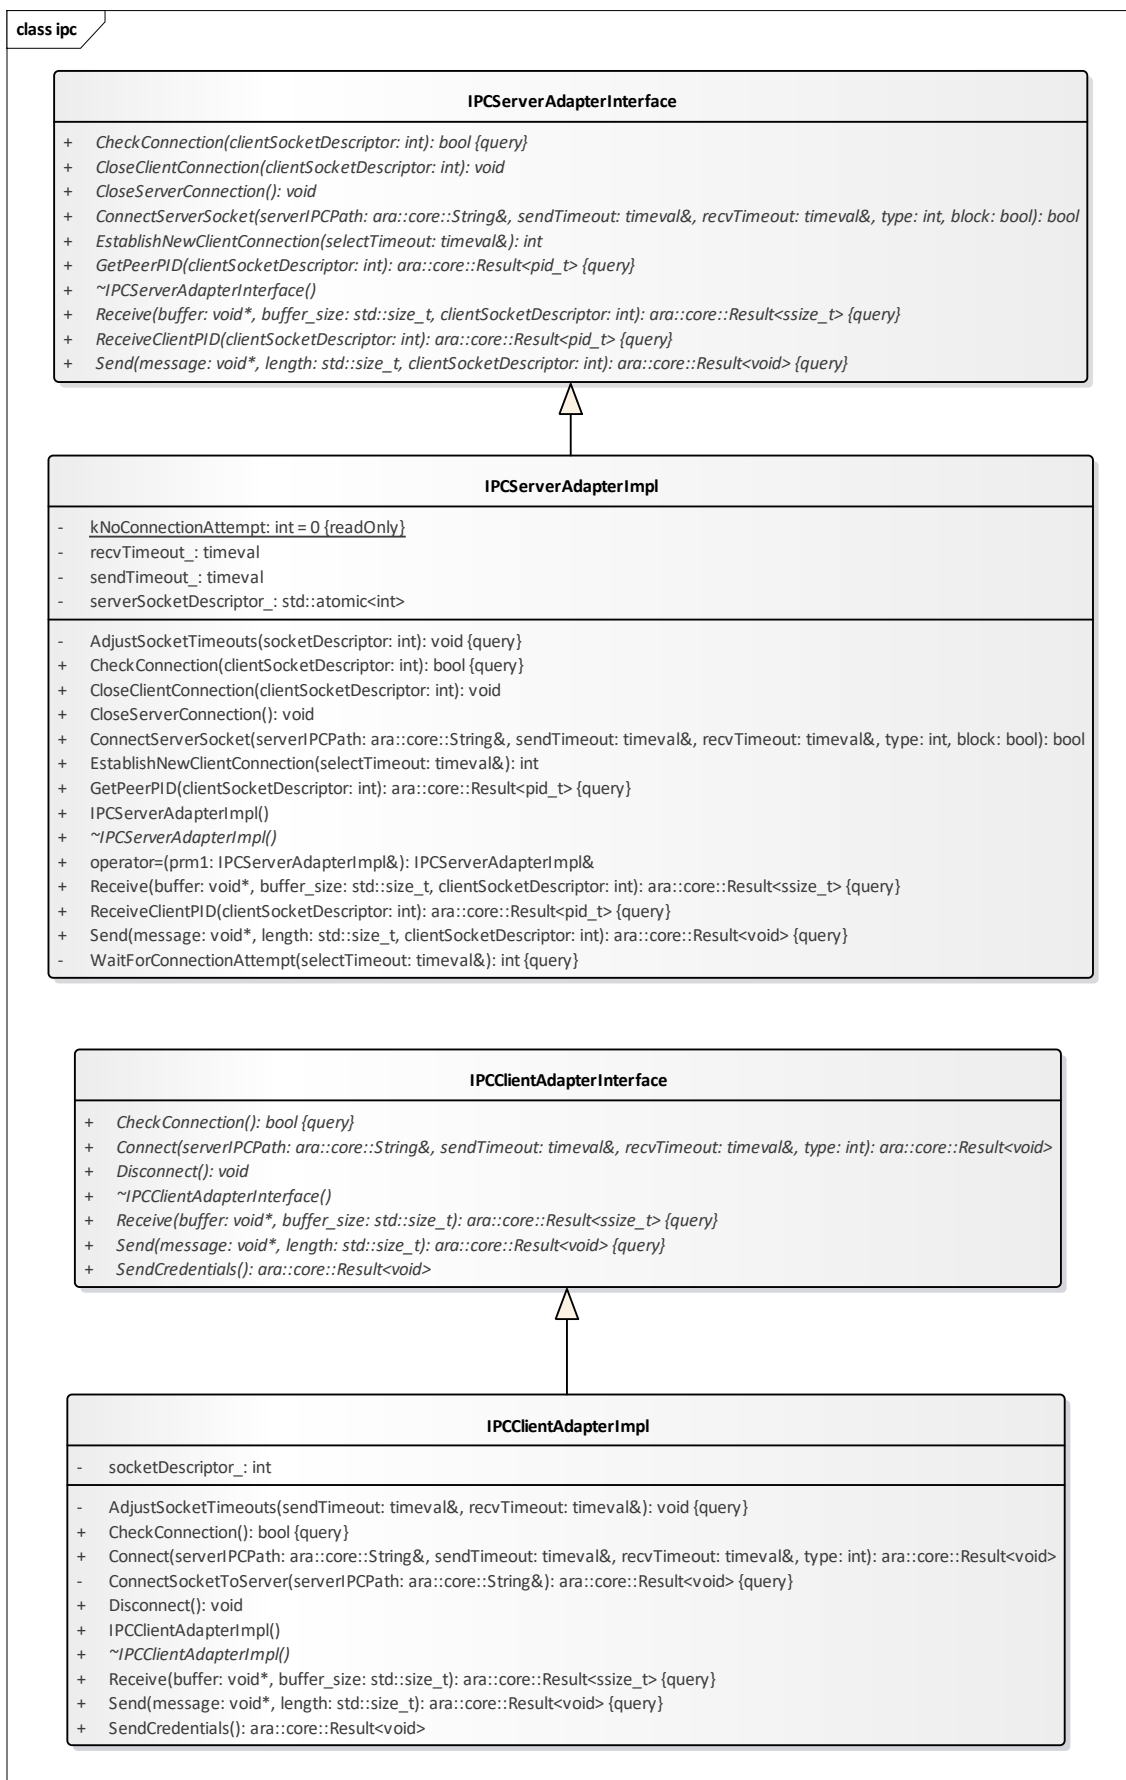 class ipc
IPCServerAdapterInterface
+ CheckConnection(clientSocketDescriptor: int): bool {query}
+ CloseClientConnection(clientSocketDescriptor: int): void
+ CloseServerConnection(): void
+ ConnectServerSocket(serverIPCPath: ara::core::String&, sendTimeout: timeval&, recvTimeout: timeval&, type: int, block: bool): bool
+ EstablishNewClientConnection(selectTimeout: timeval&): int
+ GetPeerPID(clientSocketDescriptor: int): ara::core::Result<pid_t> {query}
+ ~IPCServerAdapterInterface()
+ Receive(buffer: void*, buffer_size: std::size_t, clientSocketDescriptor: int): ara::core::Result<ssize_t> {query}
+ ReceiveClientPID(clientSocketDescriptor: int): ara::core::Result<pid_t> {query}
+ Send(message: void*, length: std::size_t, clientSocketDescriptor: int): ara::core::Result<void> {query}
IPCServerAdapterImpl
- kNoConnectionAttempt: int = 0 {readOnly}
- recvTimeout_: timeval
- sendTimeout_: timeval
- serverSocketDescriptor_: std::atomic<int>
- AdjustSocketTimeouts(socketDescriptor: int): void {query}
+ CheckConnection(clientSocketDescriptor: int): bool {query}
+ CloseClientConnection(clientSocketDescriptor: int): void
+ CloseServerConnection(): void
+ ConnectServerSocket(serverIPCPath: ara::core::String&, sendTimeout: timeval&, recvTimeout: timeval&, type: int, block: bool): bool
+ EstablishNewClientConnection(selectTimeout: timeval&): int
+ GetPeerPID(clientSocketDescriptor: int): ara::core::Result<pid_t> {query}
+ IPCServerAdapterImpl()
+ ~IPCServerAdapterImpl()
+ operator=(prm1: IPCServerAdapterImpl&): IPCServerAdapterImpl&
+ Receive(buffer: void*, buffer_size: std::size_t, clientSocketDescriptor: int): ara::core::Result<ssize_t> {query}
+ ReceiveClientPID(clientSocketDescriptor: int): ara::core::Result<pid_t> {query}
+ Send(message: void*, length: std::size_t, clientSocketDescriptor: int): ara::core::Result<void> {query}
- WaitForConnectionAttempt(selectTimeout: timeval&): int {query}
IPCClientAdapterInterface
+ CheckConnection(): bool {query}
+ Connect(serverIPCPath: ara::core::String&, sendTimeout: timeval&, recvTimeout: timeval&, type: int): ara::core::Result<void>
+ Disconnect(): void
+ ~IPCClientAdapterInterface()
+ Receive(buffer: void*, buffer_size: std::size_t): ara::core::Result<ssize_t> {query}
+ Send(message: void*, length: std::size_t): ara::core::Result<void> {query}
+ SendCredentials(): ara::core::Result<void>
IPCClientAdapterImpl
- socketDescriptor_: int
- AdjustSocketTimeouts(sendTimeout: timeval&, recvTimeout: timeval&): void {query}
+ CheckConnection(): bool {query}
+ Connect(serverIPCPath: ara::core::String&, sendTimeout: timeval&, recvTimeout: timeval&, type: int): ara::core::Result<void>
- ConnectSocketToServer(serverIPCPath: ara::core::String&): ara::core::Result<void> {query}
+ Disconnect(): void
+ IPCClientAdapterImpl()
+ ~IPCClientAdapterImpl()
+ Receive(buffer: void*, buffer_size: std::size_t): ara::core::Result<ssize_t> {query}
+ Send(message: void*, length: std::size_t): ara::core::Result<void> {query}
+ SendCredentials(): ara::core::Result<void>